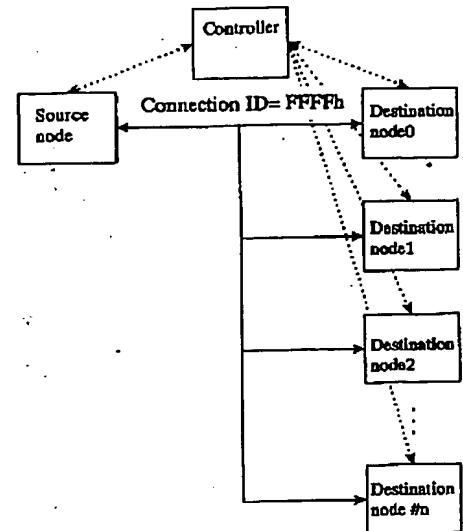 Controller
Source
node
Connection ID= FFFFh
Destination
node0
Destination
node1
Destination
node2
Destination
node #n